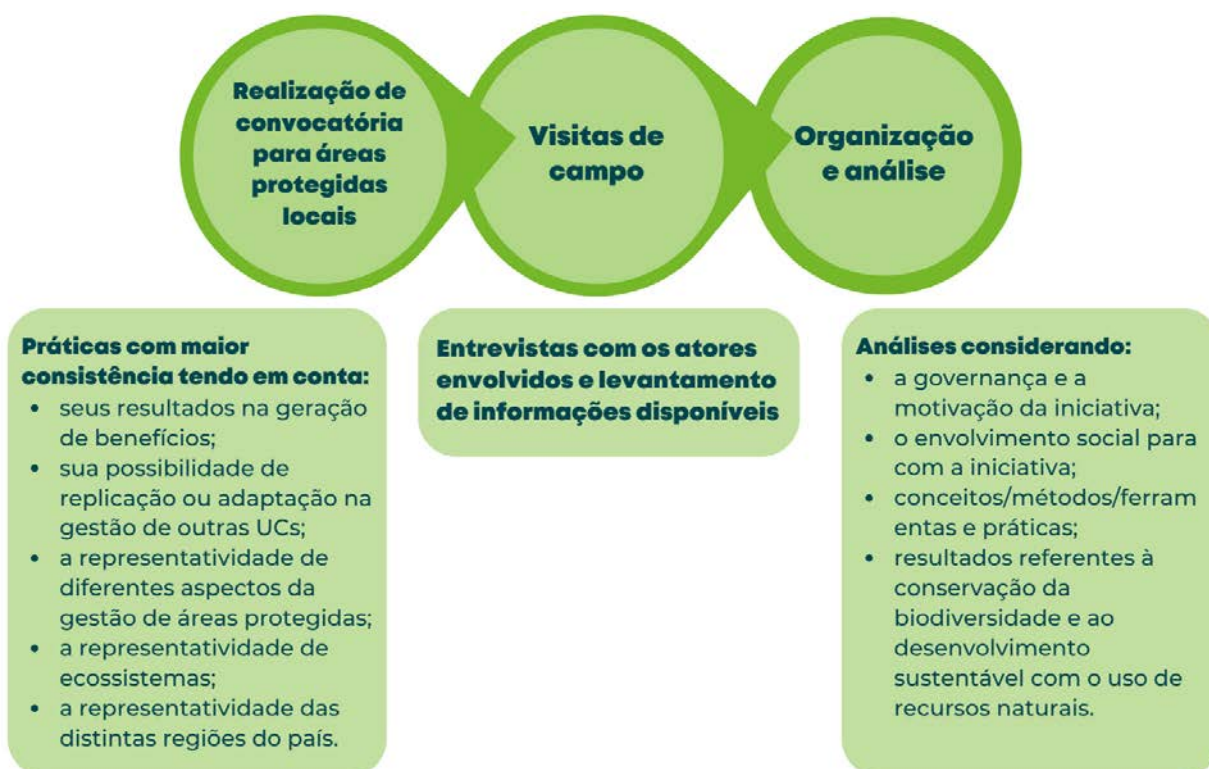 Realização de
convocatória
para áreas
protegidas
locais
Visitas de
campo
Organização
e análise
Práticas com maior
consistência tendo em conta:
• seus resultados na geração
de benefícios;
• sua possibilidade de
replicação ou adaptação na
gestão de outras UCs;
• a representatividade de
diferentes aspectos da
gestão de áreas protegidas;
• a representatividade de
ecossistemas;
• a representatividade das
distintas regiões do país.
Entrevistas com os atores
envolvidos e levantamento
de informações disponíveis
Análises considerando:
• a governança e a
motivação da iniciativa;
• o envolvimento social para
com a iniciativa;
• conceitos/métodos/ferram
entas e práticas;
• resultados referentes à
conservação da
biodiversidade e ao
desenvolvimento
sustentável com o uso de
recursos naturais.